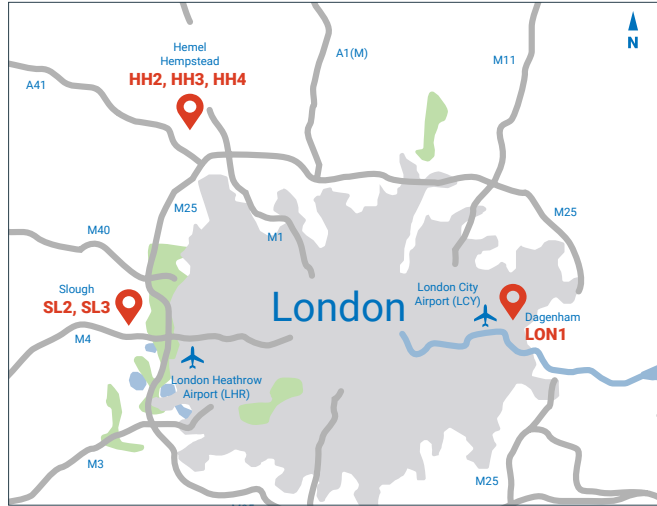 Hemel
Hempstead
HH2, HH3, HH4
A1(M)
M11
N
A41
M25
M25
M40
M1
Slough
SL2, SL3
London
London City
Airport (LCY)
Dagenham
LON1
M4
London Heathrow
Airport (LHR)
M3
M25